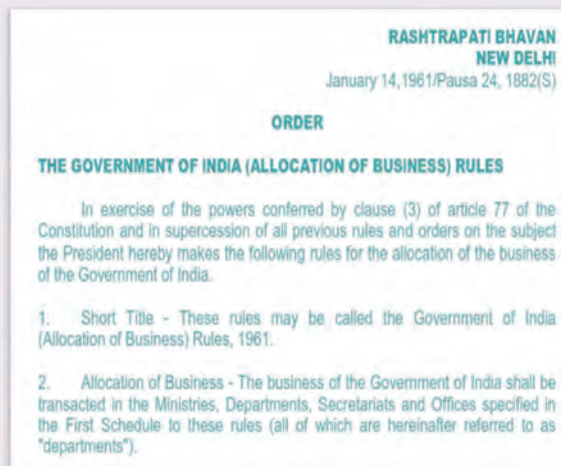 RASHTRAPATI BHAVAN
NEW DELHI
January 14,1961/Pausa 24, 1882(S)
ORDER
THE GOVERNMENT OF INDIA (ALLOCATION OF BUSINESS) RULES
In exercise of the powers conferred by clause (3) of article 77 of the
Constitution and in supercession of all previous rules and orders on the subject
the President hereby makes the following rules for the allocation of the business
of the Government of India.
1. Short Title - These rules may be called the Government of India
(Allocation of Business) Rules, 1961.
2. Allocation of Business - The business of the Government of India shall be
transacted in the Ministries, Departments, Secretariats and Offices specified in
the First Schedule to these rules (all of which are hereinafter referred to as
"departments").